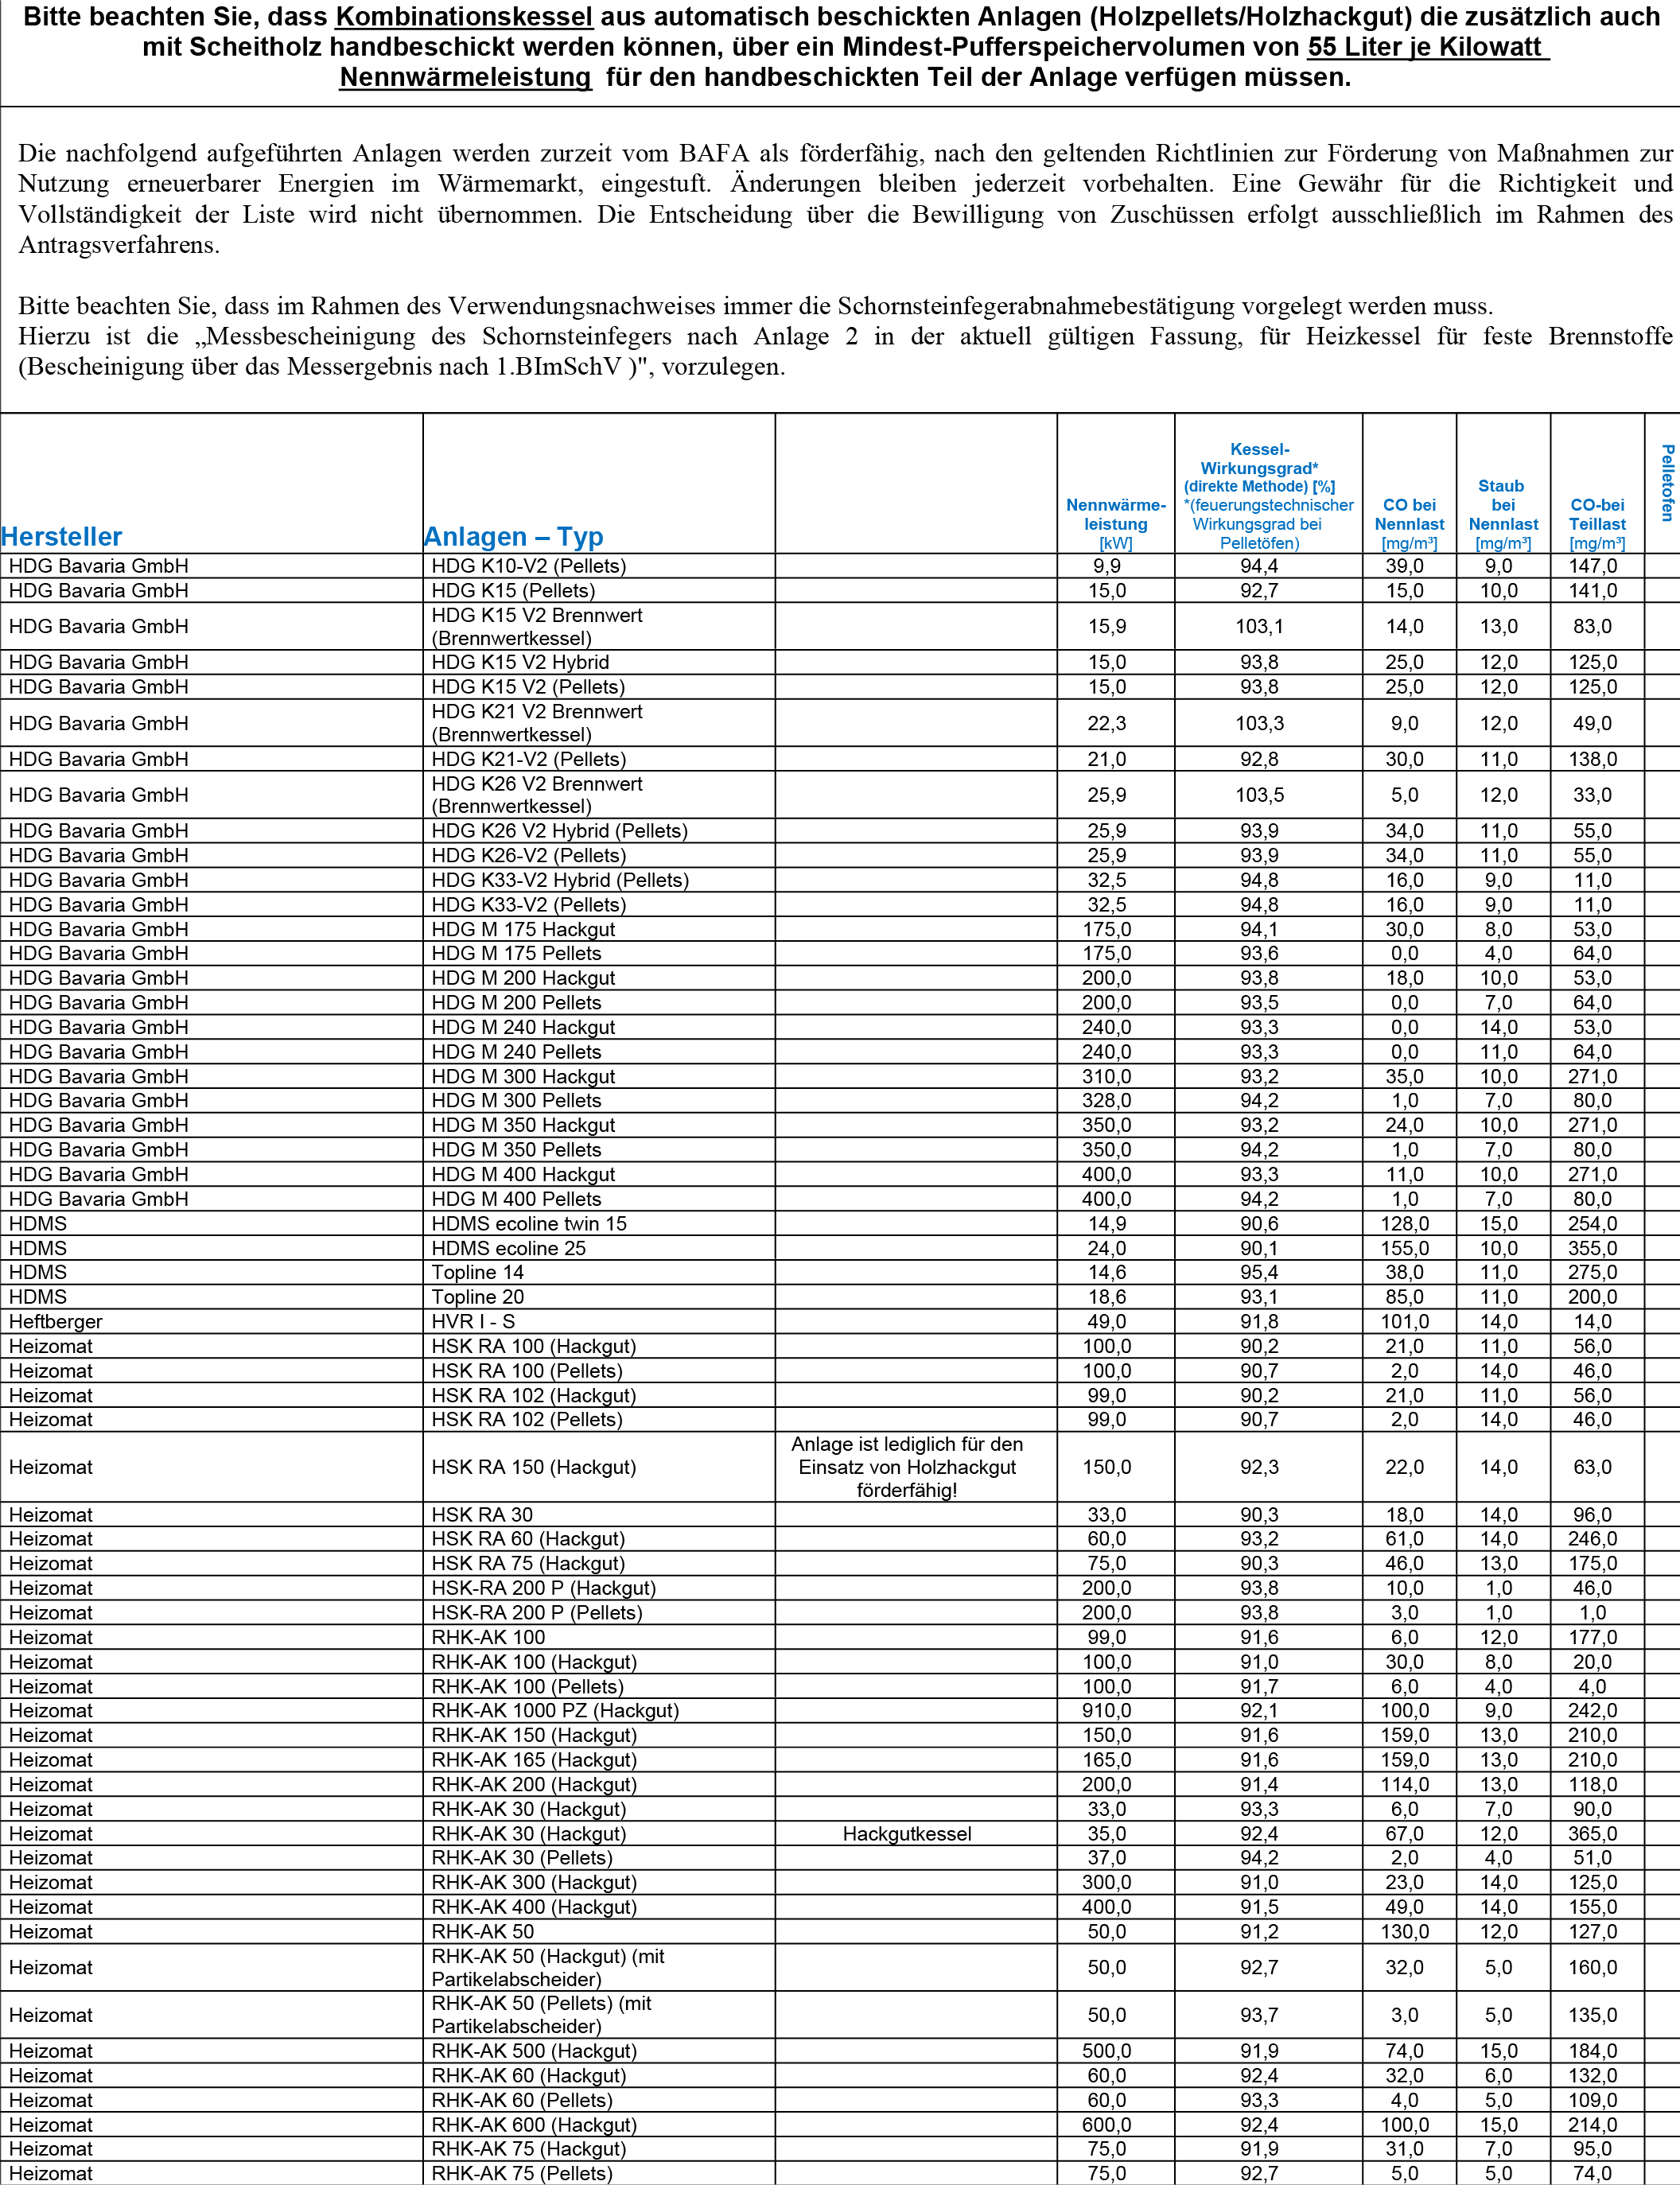 Bitte beachten Sie, dass Kombinationskessel aus automatisch beschickten Anlagen (Holzpellets/Holzhackgut) die zusätzlich auch
mit Scheitholz handbeschickt werden können, über ein Mindest-Pufferspeichervolumen von 55 Liter je Kilowatt
Nennwärmeleistung für den handbeschickten Teil der Anlage verfügen müssen.
Die nachfolgend aufgeführten Anlagen werden zurzeit vom BAFA als förderfähig, nach den geltenden Richtlinien zur Förderung von Maßnahmen zur
Nutzung erneuerbarer Energien im Wärmemarkt, eingestuft. Änderungen bleiben jederzeit vorbehalten. Eine Gewähr für die Richtigkeit und
Vollständigkeit der Liste wird nicht übernommen. Die Entscheidung über die Bewilligung von Zuschüssen erfolgt ausschließlich im Rahmen des
Antragsverfahrens.
Bitte beachten Sie, dass im Rahmen des Verwendungsnachweises immer die Schornsteinfegerabnahmebestätigung vorgelegt werden muss.
Hierzu ist die „Messbescheinigung des Schornsteinfegers nach Anlage 2 in der aktuell gültigen Fassung, für Heizkessel für feste Brennstoffe
(Bescheinigung über das Messergebnis nach 1.BImSchV )", vorzulegen.
Hersteller
Anlagen – Typ
Nennwärme-
leistung
[kW]
Kessel-
Wirkungsgrad*
(direkte Methode) [%]
*(feuerungstechnischer
Wirkungsgrad bei
Pelletöfen)
CO bei
Nennlast
[mg/m³]
Staub
bei
Nennlast
[mg/m³]
CO-bei
Teillast
[mg/m³]
Pelletofen
HDG Bavaria GmbH HDG K10-V2 (Pellets) 9,9 94,4 39,0 9,0 147,0
HDG Bavaria GmbH HDG K15 (Pellets) 15,0 92,7 15,0 10,0 141,0
HDG Bavaria GmbH HDG K15 V2 Brennwert
(Brennwertkessel) 15,9 103,1 14,0 13,0 83,0
HDG Bavaria GmbH HDG K15 V2 Hybrid 15,0 93,8 25,0 12,0 125,0
HDG Bavaria GmbH HDG K15 V2 (Pellets) 15,0 93,8 25,0 12,0 125,0
HDG Bavaria GmbH HDG K21 V2 Brennwert
(Brennwertkessel) 22,3 103,3 9,0 12,0 49,0
HDG Bavaria GmbH HDG K21-V2 (Pellets) 21,0 92,8 30,0 11,0 138,0
HDG Bavaria GmbH HDG K26 V2 Brennwert
(Brennwertkessel) 25,9 103,5 5,0 12,0 33,0
HDG Bavaria GmbH HDG K26 V2 Hybrid (Pellets) 25,9 93,9 34,0 11,0 55,0
HDG Bavaria GmbH HDG K26-V2 (Pellets) 25,9 93,9 34,0 11,0 55,0
HDG Bavaria GmbH HDG K33-V2 Hybrid (Pellets) 32,5 94,8 16,0 9,0 11,0
HDG Bavaria GmbH HDG K33-V2 (Pellets) 32,5 94,8 16,0 9,0 11,0
HDG Bavaria GmbH HDG M 175 Hackgut 175,0 94,1 30,0 8,0 53,0
HDG Bavaria GmbH HDG M 175 Pellets 175,0 93,6 0,0 4,0 64,0
HDG Bavaria GmbH HDG M 200 Hackgut 200,0 93,8 18,0 10,0 53,0
HDG Bavaria GmbH HDG M 200 Pellets 200,0 93,5 0,0 7,0 64,0
HDG Bavaria GmbH HDG M 240 Hackgut 240,0 93,3 0,0 14,0 53,0
HDG Bavaria GmbH HDG M 240 Pellets 240,0 93,3 0,0 11,0 64,0
HDG Bavaria GmbH HDG M 300 Hackgut 310,0 93,2 35,0 10,0 271,0
HDG Bavaria GmbH HDG M 300 Pellets 328,0 94,2 1,0 7,0 80,0
HDG Bavaria GmbH HDG M 350 Hackgut 350,0 93,2 24,0 10,0 271,0
HDG Bavaria GmbH HDG M 350 Pellets 350,0 94,2 1,0 7,0 80,0
HDG Bavaria GmbH HDG M 400 Hackgut 400,0 93,3 11,0 10,0 271,0
HDG Bavaria GmbH HDG M 400 Pellets 400,0 94,2 1,0 7,0 80,0
HDMS HDMS ecoline twin 15 14,9 90,6 128,0 15,0 254,0
HDMS HDMS ecoline 25 24,0 90,1 155,0 10,0 355,0
HDMS Topline 14 14,6 95,4 38,0 11,0 275,0
HDMS Topline 20 18,6 93,1 85,0 11,0 200,0
Heftberger HVR I - S 49,0 91,8 101,0 14,0 14,0
Heizomat HSK RA 100 (Hackgut) 100,0 90,2 21,0 11,0 56,0
Heizomat HSK RA 100 (Pellets) 100,0 90,7 2,0 14,0 46,0
Heizomat HSK RA 102 (Hackgut) 99,0 90,2 21,0 11,0 56,0
Heizomat HSK RA 102 (Pellets) 99,0 90,7 2,0 14,0 46,0
Anlage ist lediglich für den
Heizomat HSK RA 150 (Hackgut) Einsatz von Holzhackgut 150,0 92,3 22,0 14,0 63,0
förderfähig!
Heizomat HSK RA 30 33,0 90,3 18,0 14,0 96,0
Heizomat HSK RA 60 (Hackgut) 60,0 93,2 61,0 14,0 246,0
Heizomat HSK RA 75 (Hackgut) 75,0 90,3 46,0 13,0 175,0
Heizomat HSK-RA 200 P (Hackgut) 200,0 93,8 10,0 1,0 46,0
Heizomat HSK-RA 200 P (Pellets) 200,0 93,8 3,0 1,0 1,0
Heizomat RHK-AK 100 99,0 91,6 6,0 12,0 177,0
Heizomat RHK-AK 100 (Hackgut) 100,0 91,0 30,0 8,0 20,0
Heizomat RHK-AK 100 (Pellets) 100,0 91,7 6,0 4,0 4,0
Heizomat RHK-AK 1000 PZ (Hackgut) 910,0 92,1 100,0 9,0 242,0
Heizomat RHK-AK 150 (Hackgut) 150,0 91,6 159,0 13,0 210,0
Heizomat RHK-AK 165 (Hackgut) 165,0 91,6 159,0 13,0 210,0
Heizomat RHK-AK 200 (Hackgut) 200,0 91,4 114,0 13,0 118,0
Heizomat RHK-AK 30 (Hackgut) 33,0 93,3 6,0 7,0 90,0
Heizomat RHK-AK 30 (Hackgut) Hackgutkessel 35,0 92,4 67,0 12,0 365,0
Heizomat RHK-AK 30 (Pellets) 37,0 94,2 2,0 4,0 51,0
Heizomat RHK-AK 300 (Hackgut) 300,0 91,0 23,0 14,0 125,0
Heizomat RHK-AK 400 (Hackgut) 400,0 91,5 49,0 14,0 155,0
Heizomat RHK-AK 50 50,0 91,2 130,0 12,0 127,0
Heizomat RHK-AK 50 (Hackgut) (mit
Partikelabscheider) 50,0 92,7 32,0 5,0 160,0
Heizomat RHK-AK 50 (Pellets) (mit
Partikelabscheider) 50,0 93,7 3,0 5,0 135,0
Heizomat RHK-AK 500 (Hackgut) 500,0 91,9 74,0 15,0 184,0
Heizomat RHK-AK 60 (Hackgut) 60,0 92,4 32,0 6,0 132,0
Heizomat RHK-AK 60 (Pellets) 60,0 93,3 4,0 5,0 109,0
Heizomat RHK-AK 600 (Hackgut) 600,0 92,4 100,0 15,0 214,0
Heizomat RHK-AK 75 (Hackgut) 75,0 91,9 31,0 7,0 95,0
Heizomat RHK-AK 75 (Pellets) 75,0 92,7 5,0 5,0 74,0